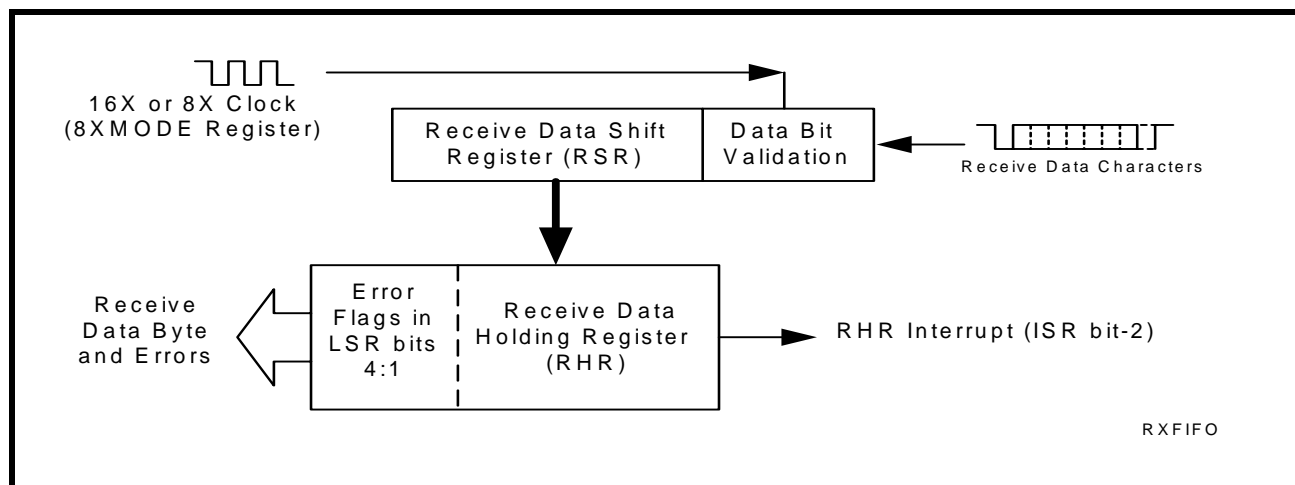 16X or 8X Clock
(8XMODE Register)
Receive Data Shift
Register (RSR)
Data Bit
Validation
Receive Data Characters
Receive
Data Byte
and Errors
Error
Flags in
LSR bits
4:1
Receive Data
Holding Register
(RHR)
RHR Interrupt (ISR bit-2)
RXFIFO